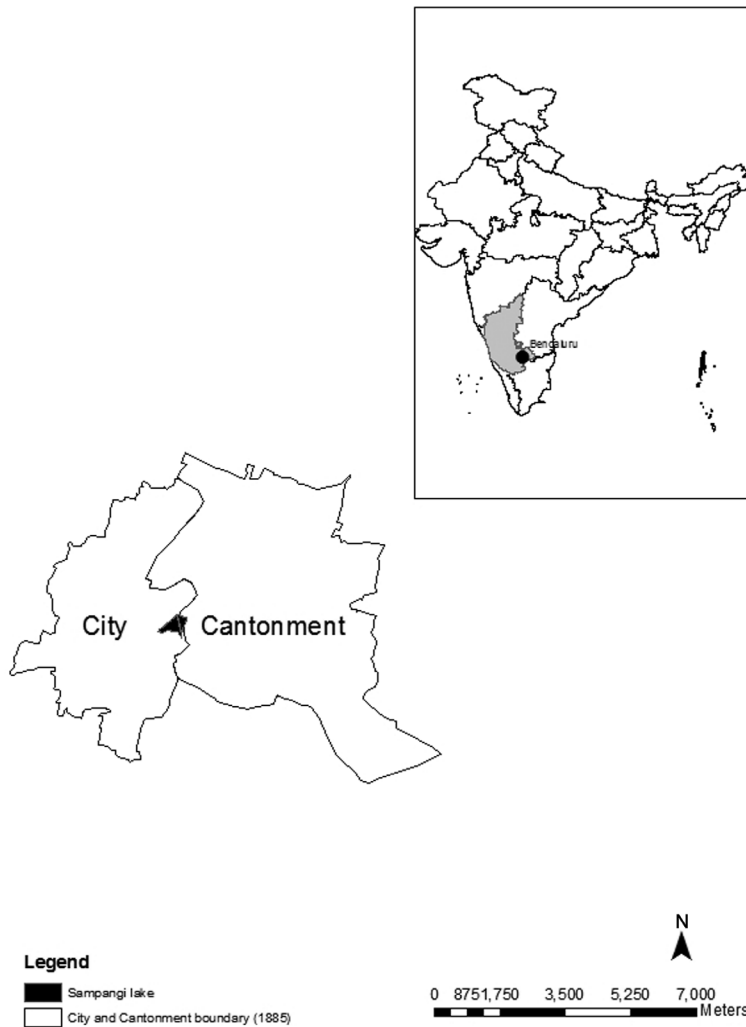 Bengaluru
City Cantonment
N
Legend
Sampangi lake
City and Cantonment boundary (1885)
0 8751,750 3,500 5,250 7,000
Meters